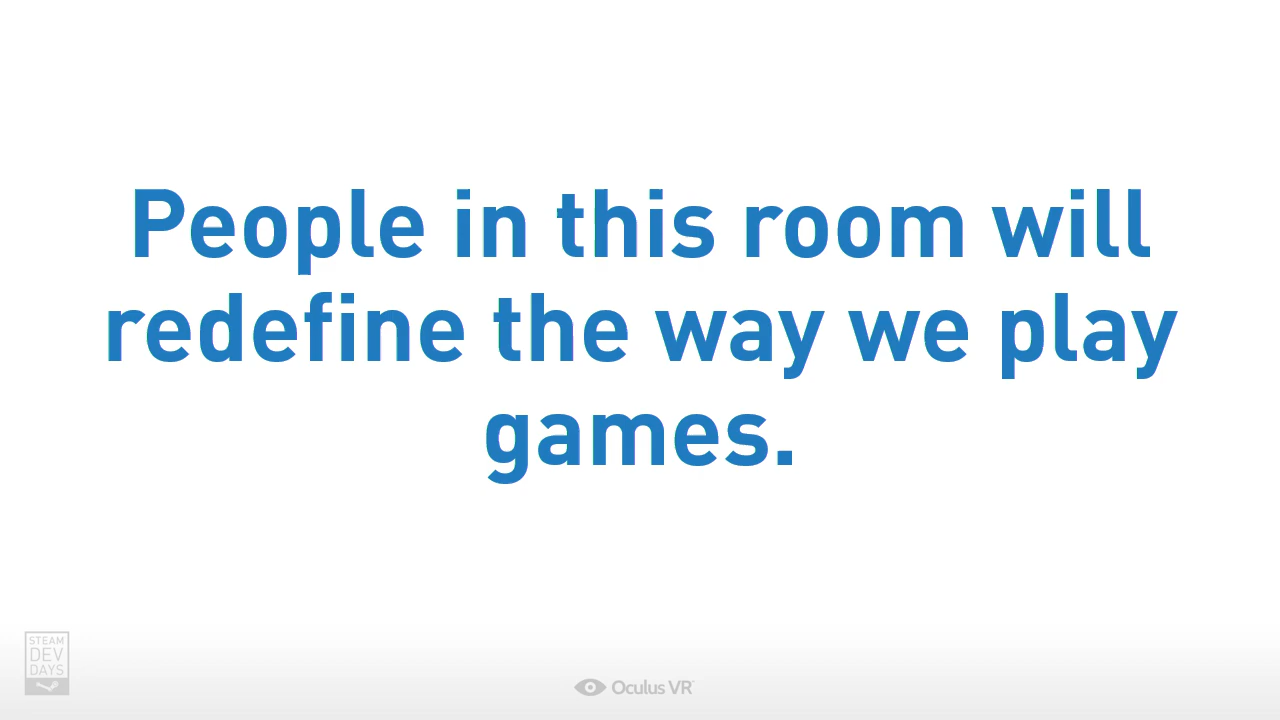 People in this room will
redefine the way we play
games.
STEAM
DEV
DAYS
Oculus VR